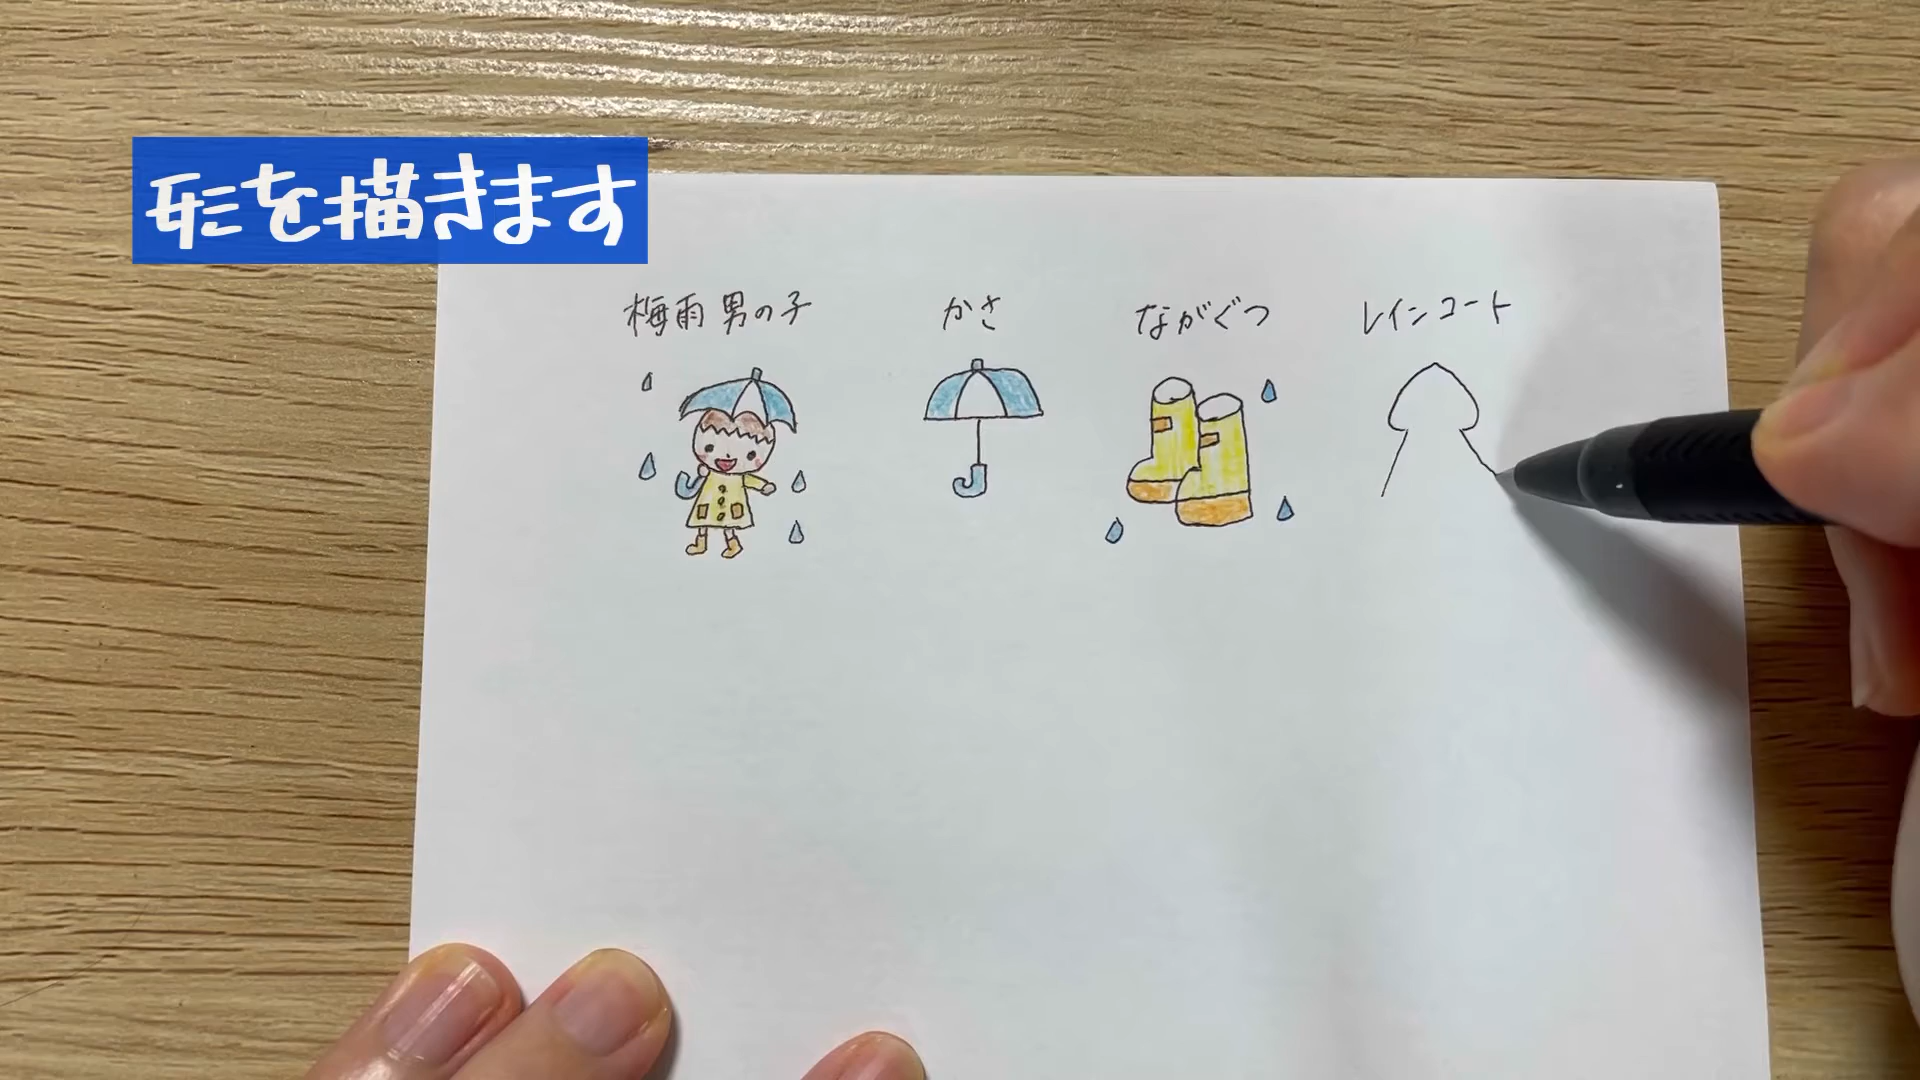 形を描きます
梅雨男の子
かさ
ながぐつ
レインコート